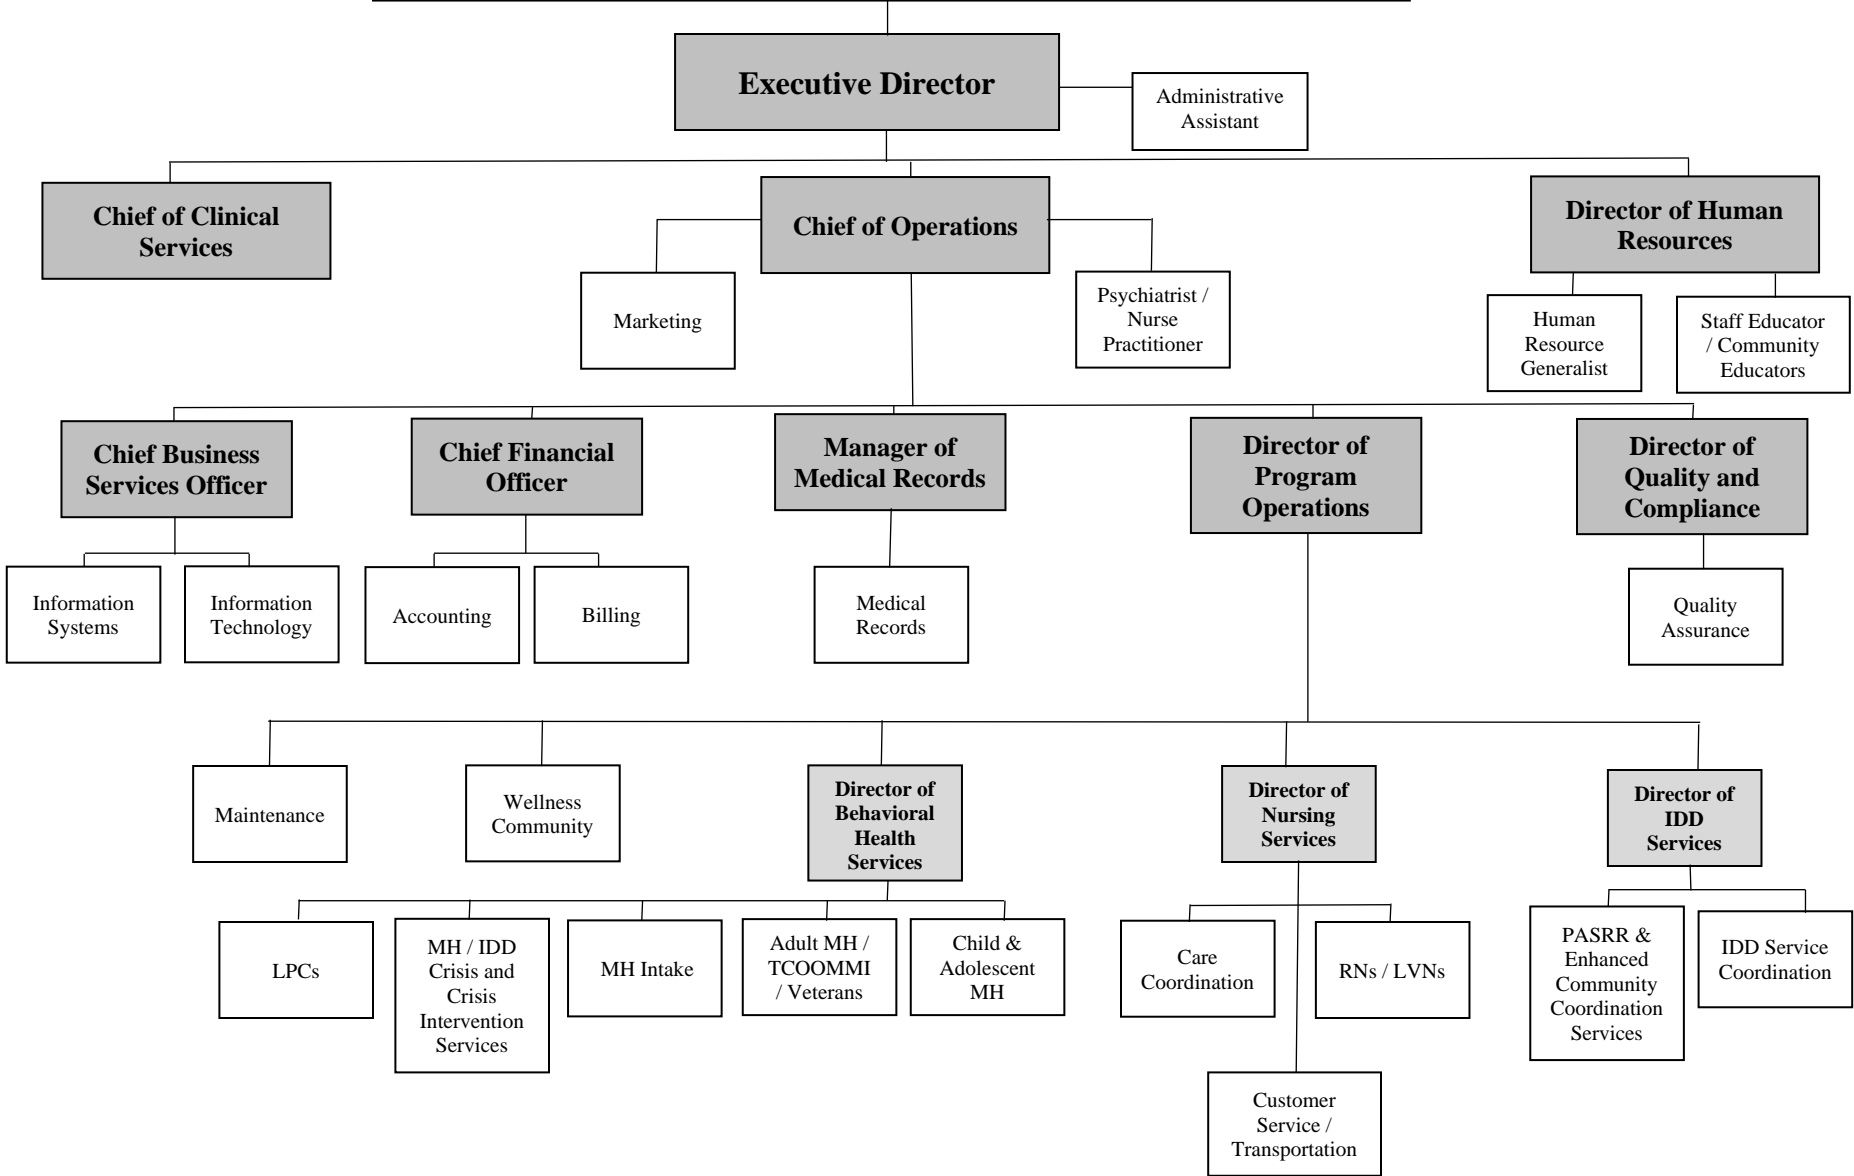 Executive Director
Administrative
Assistant
Chief of Clinical
Services
Chief of Operations
Director of Human
Resources
Marketing
Psychiatrist /
Nurse
Practitioner
Human
Resource
Generalist
Staff Educator
/ Community
Educators
Chief Business
Services Officer
Chief Financial
Officer
Manager of
Medical Records
Director of
Program
Operations
Director of
Quality and
Compliance
Information
Systems
Information
Technology
Accounting
Billing
Medical
Records
Quality
Assurance
Maintenance
Wellness
Community
Director of
Behavioral
Health
Services
Director of
Nursing
Services
Director of
IDD
Services
LPCs
MH / IDD
Crisis and
Crisis
Intervention
Services
MH Intake
Adult MH /
TCOOMMI
/ Veterans
Child &
Adolescent
MH
Care
Coordination
RNs / LVNs
PASRR &
Enhanced
Community
Coordination
Services
IDD Service
Coordination
Customer
Service /
Transportation